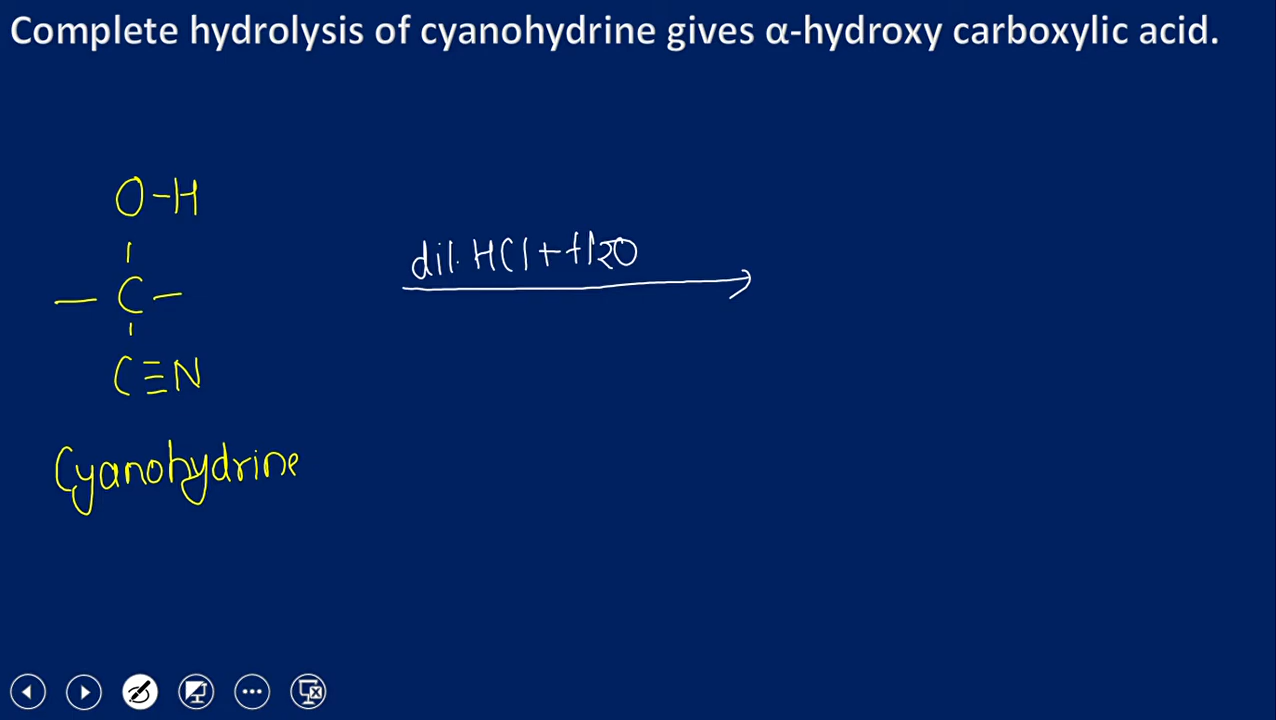 Complete hydrolysis of cyanohydrine gives α-hydroxy carboxylic acid.
O-H
dil. HCl + H2O
- C -
C≡N
Cyanohydrine